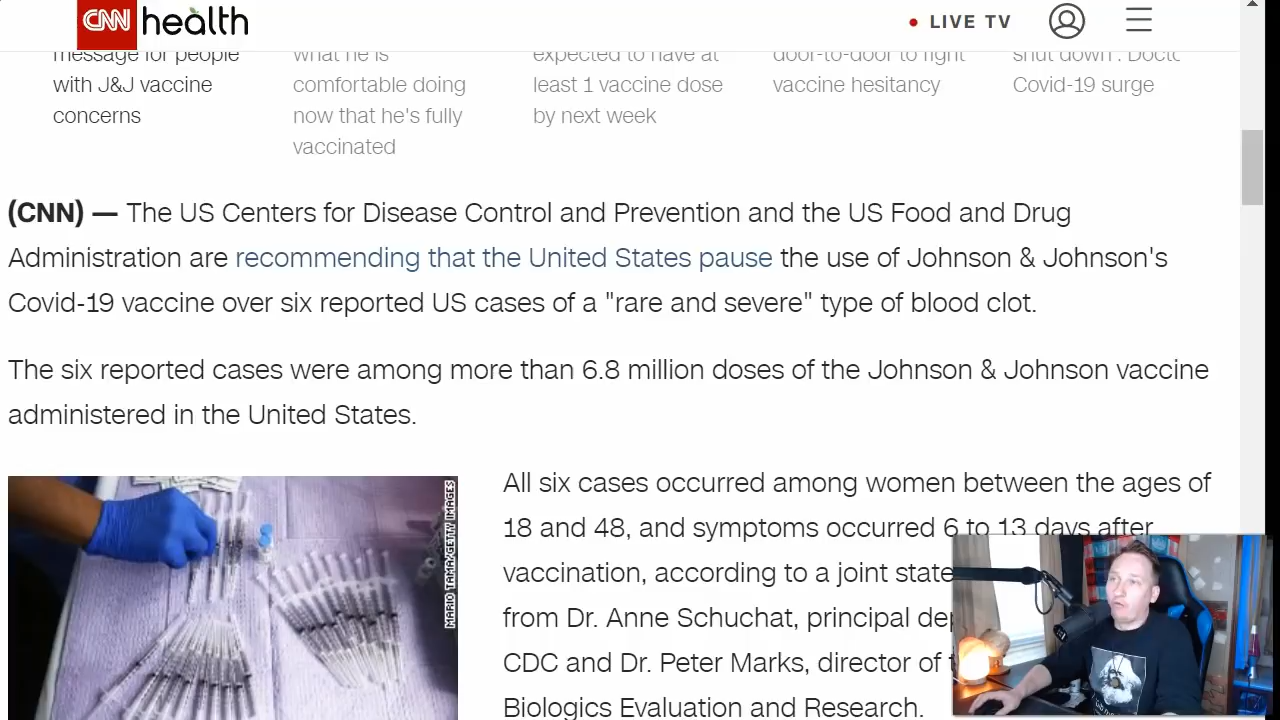 CNN health
LIVE TV
message for people
with J&J vaccine
concerns
what he is
comfortable doing
now that he's fully
vaccinated
expected to have at
least 1 vaccine dose
by next week
door-to-door to fight
vaccine hesitancy
shut down'. Docto
Covid-19 surge
(CNN) — The US Centers for Disease Control and Prevention and the US Food and Drug
Administration are recommending that the United States pause the use of Johnson & Johnson's
Covid-19 vaccine over six reported US cases of a "rare and severe" type of blood clot.
The six reported cases were among more than 6.8 million doses of the Johnson & Johnson vaccine
administered in the United States.
MARIO TAMA/GETTY IMAGES
All six cases occurred among women between the ages of
18 and 48, and symptoms occurred 6 to 13 days after
vaccination, according to a joint state
from Dr. Anne Schuchat, principal dep
CDC and Dr. Peter Marks, director of t
Biologics Evaluation and Research.